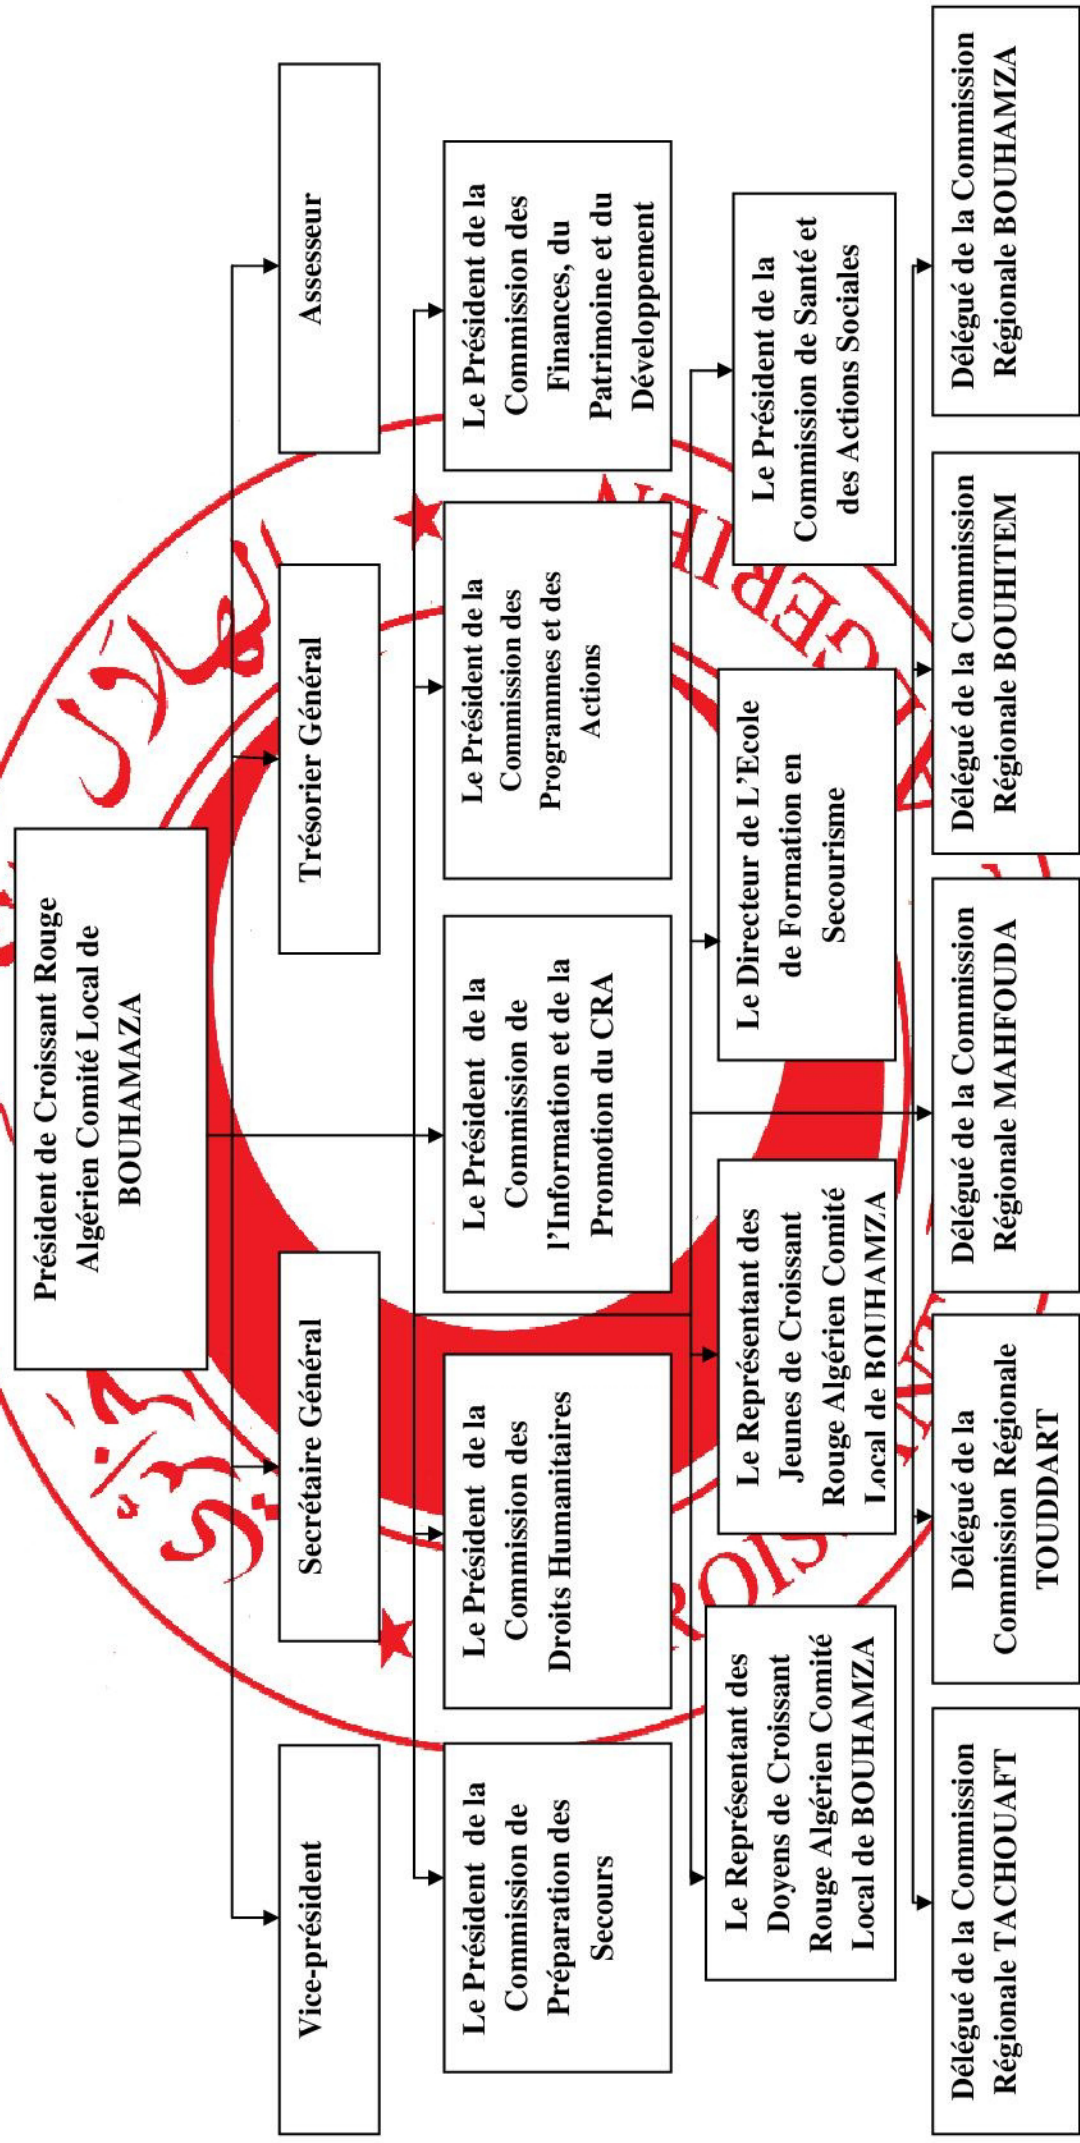 Président de Croissant Rouge
Algérien Comité Local de
BOUHAMAZA
Vice-président
Secrétaire Général
Trésorier Général
Assesseur
Le Président de la
Commission de
Préparation des
Secours
Le Président de la
Commission des
Droits Humanitaires
Le Président de la
Commission de
l'Information et de la
Promotion du CRA
Le Président de la
Commission des
Programmes et des
Actions
Le Président de la
Commission des
Finances, du
Patrimoine et du
Développement
Le Représentant des
Doyens de Croissant
Rouge Algérien Comité
Local de BOUHAMZA
Le Représentant des
Jeunes de Croissant
Rouge Algérien Comité
Local de BOUHAMZA
Le Directeur de L'Ecole
de Formation en
Secourisme
Le Président de la
Commission de Santé et
des Actions Sociales
Délégué de la Commission
Régionale TACHOUAFT
Délégué de la
Commission Régionale
TOUDDART
Délégué de la Commission
Régionale MAHFOUDA
Délégué de la Commission
Régionale BOUHITEM
Délégué de la Commission
Régionale BOUHAMZA
الهلال